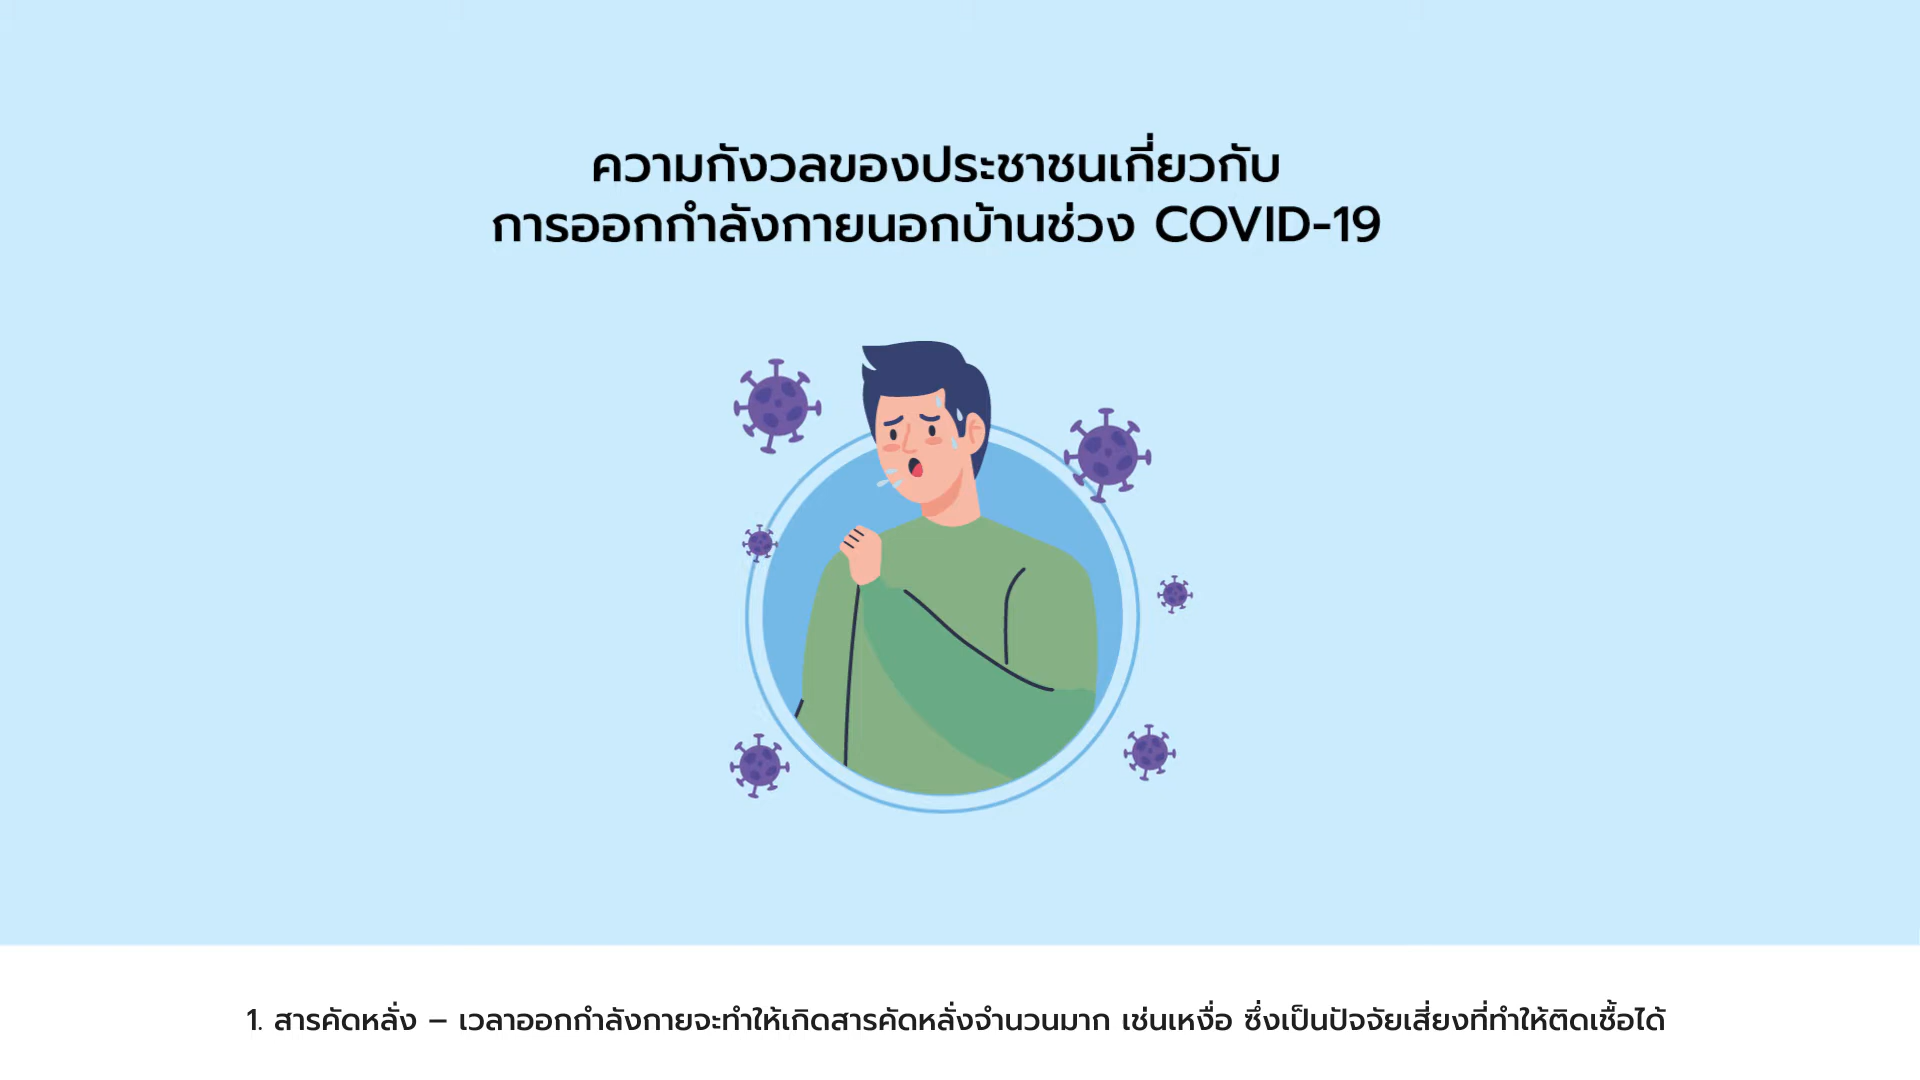 ความกังวลของประชาชนเกี่ยวกับ
การออกกำลังกายนอกบ้านช่วง COVID-19
1. สารคัดหลั่ง – เวลาออกกำลังกายจะทำให้เกิดสารคัดหลั่งจำนวนมาก เช่นเหงื่อ ซึ่งเป็นปัจจัยเสี่ยงที่ทำให้ติดเชื้อได้